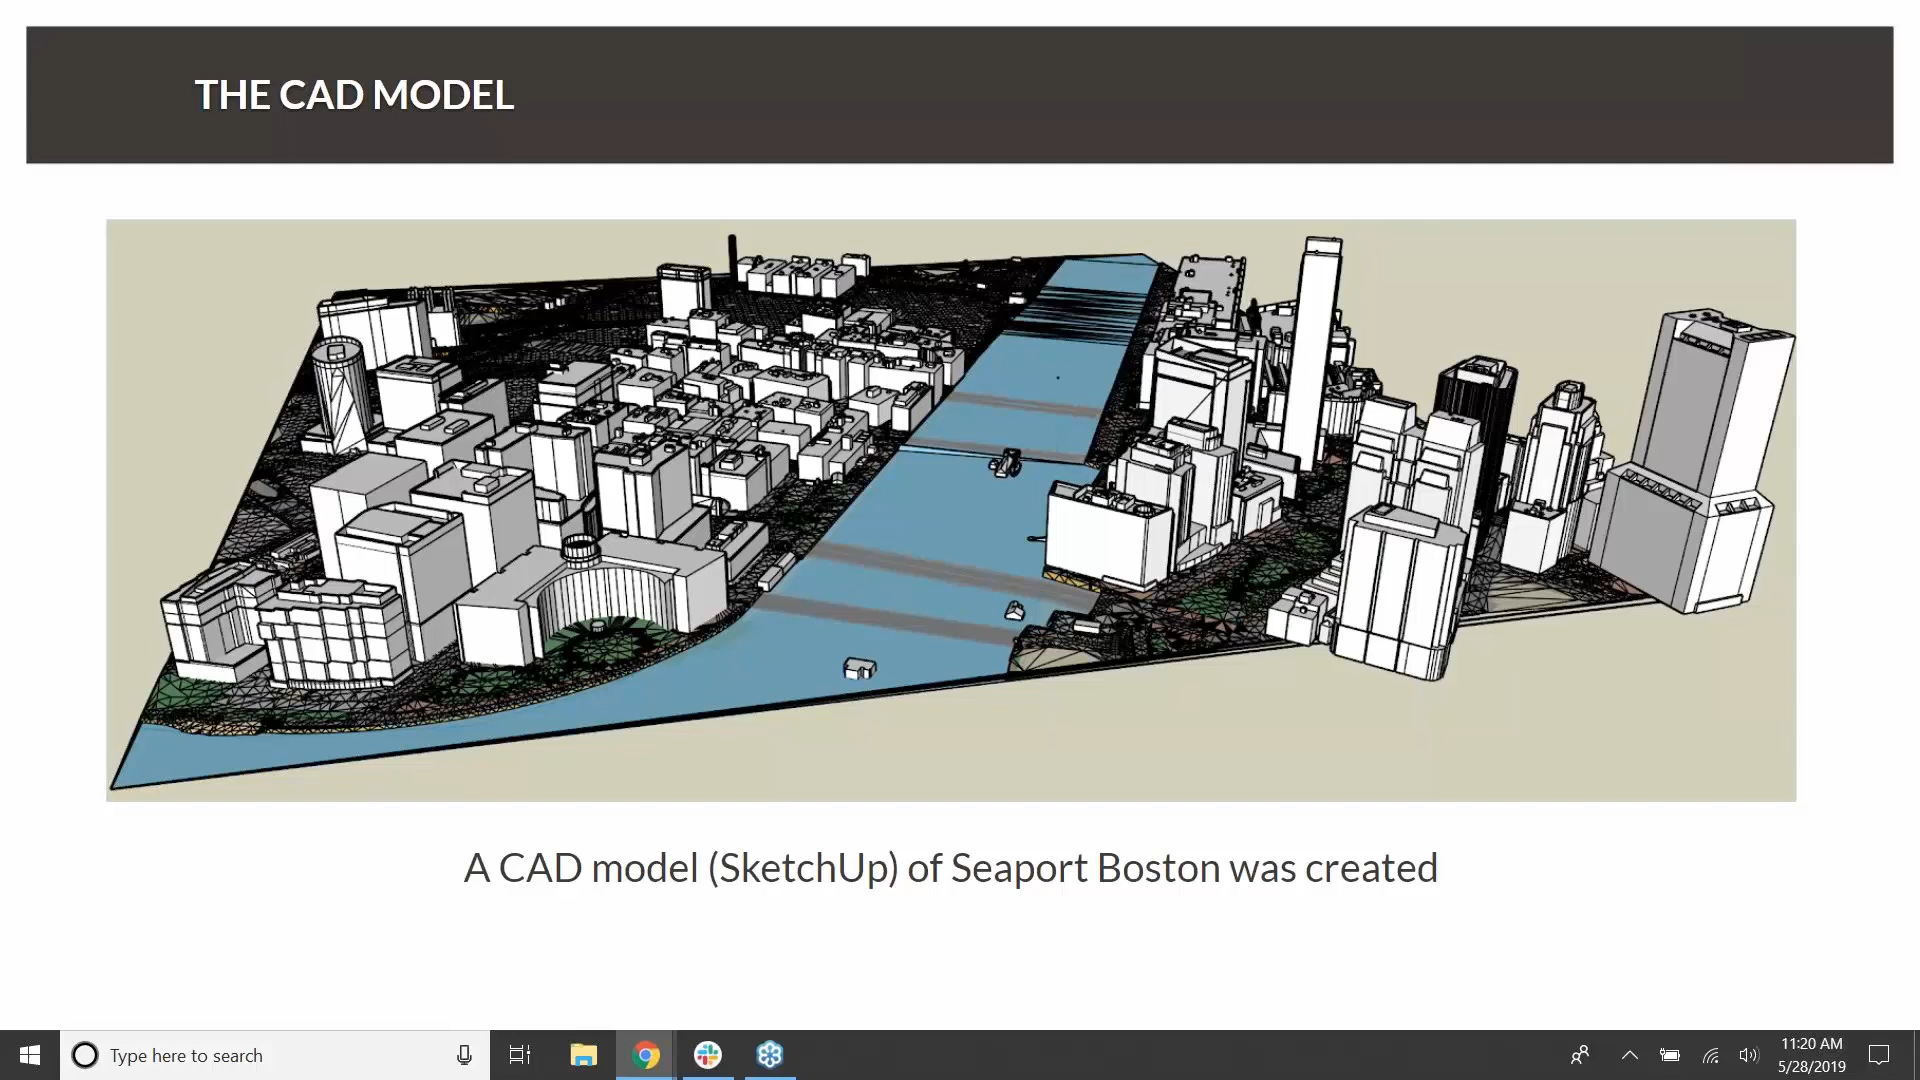 THE CAD MODEL
A CAD model (SketchUp) of Seaport Boston was created
Type here to search
11:20 AM
5/28/2019